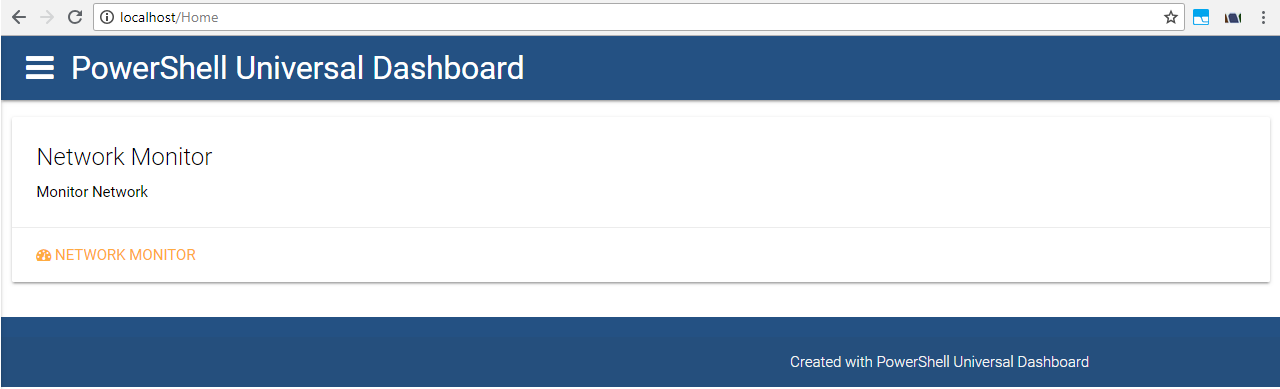 localhost/Home
PowerShell Universal Dashboard
Network Monitor
Monitor Network
NETWORK MONITOR
Created with PowerShell Universal Dashboard